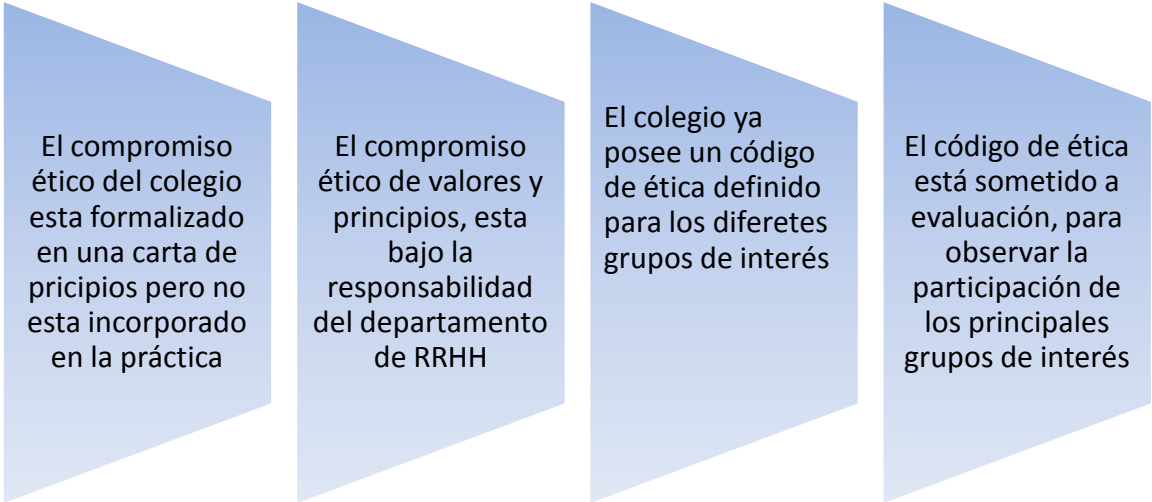 El compromiso
ético del colegio
esta formalizado
en una carta de
pricipios pero no
esta incorporado
en la práctica
El compromiso
ético de valores y
principios, esta
bajo la
responsabilidad
del departamento
de RRHH
El colegio ya
posee un código
de ética definido
para los diferetes
grupos de interés
El código de ética
está sometido a
evaluación, para
observar la
participación de
los principales
grupos de interés